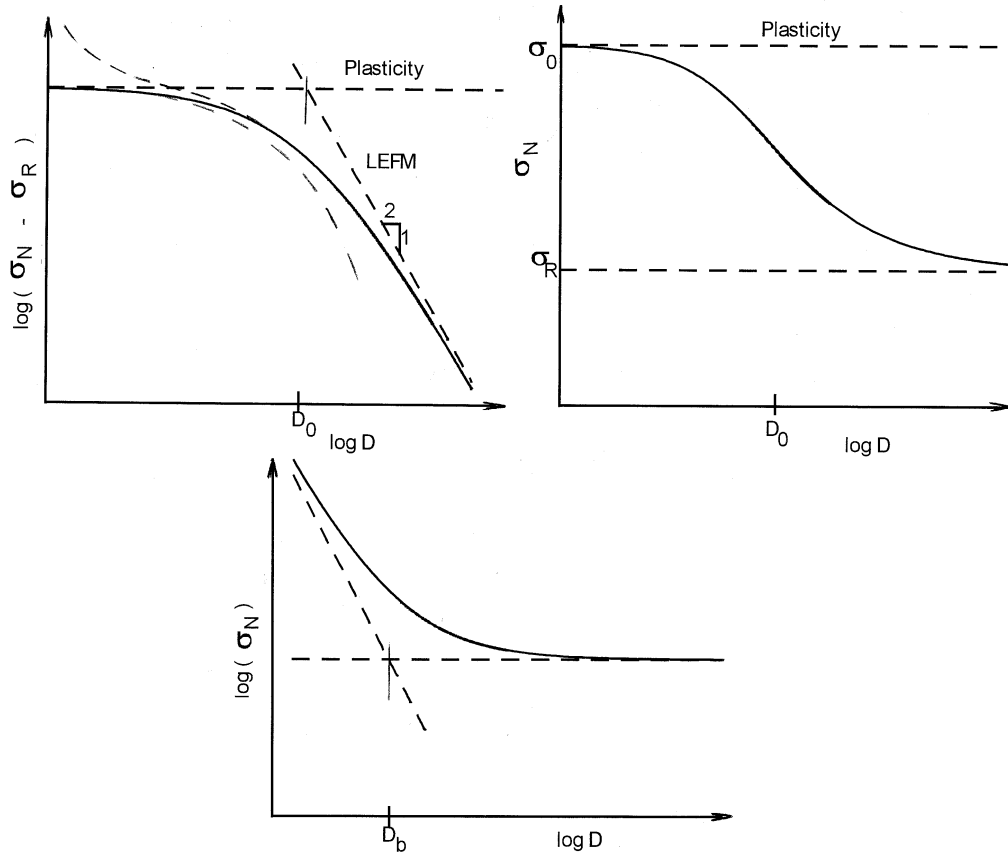 Plasticity
LEFM
2
1
log( σN - σR )
D0
log D
Plasticity
σ0
σN
σR
D0
log D
log( σN )
Db
log D